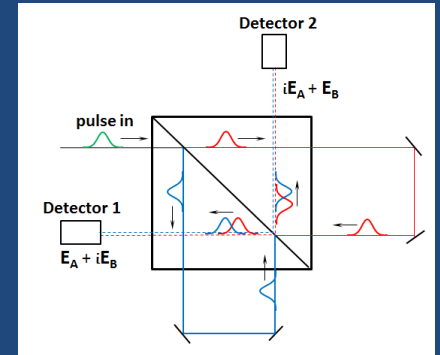 Detector 2
iE_A + E_B
pulse in
Detector 1
E_A + iE_B